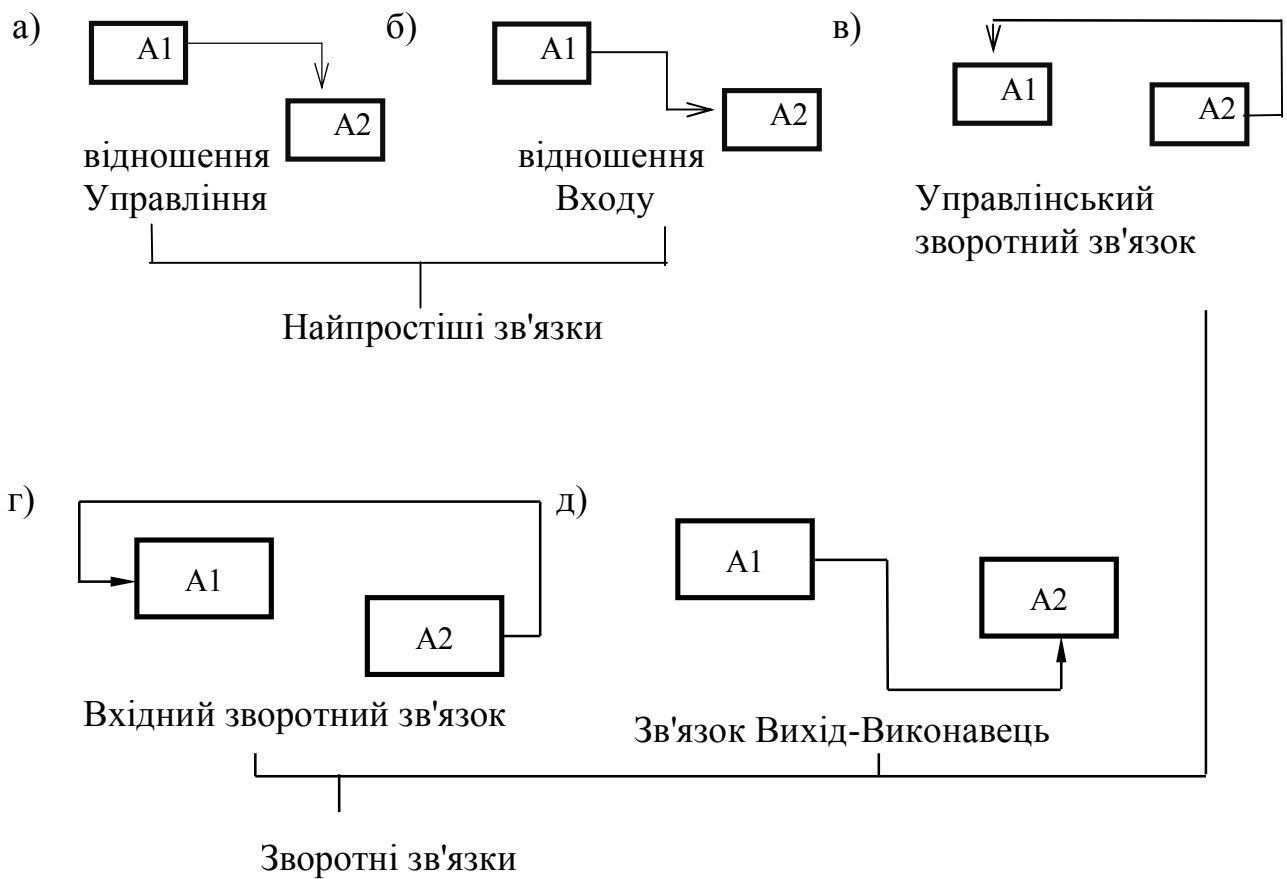 а)
A1
A2
відношення
Управління
б)
A1
A2
відношення
Входу
в)
A1
A2
Управлінський
зворотний зв'язок
Найпростіші зв'язки
г)
A1
A2
Вхідний зворотний зв'язок
д)
A1
A2
Зв'язок Вихід-Виконавець
Зворотні зв'язки